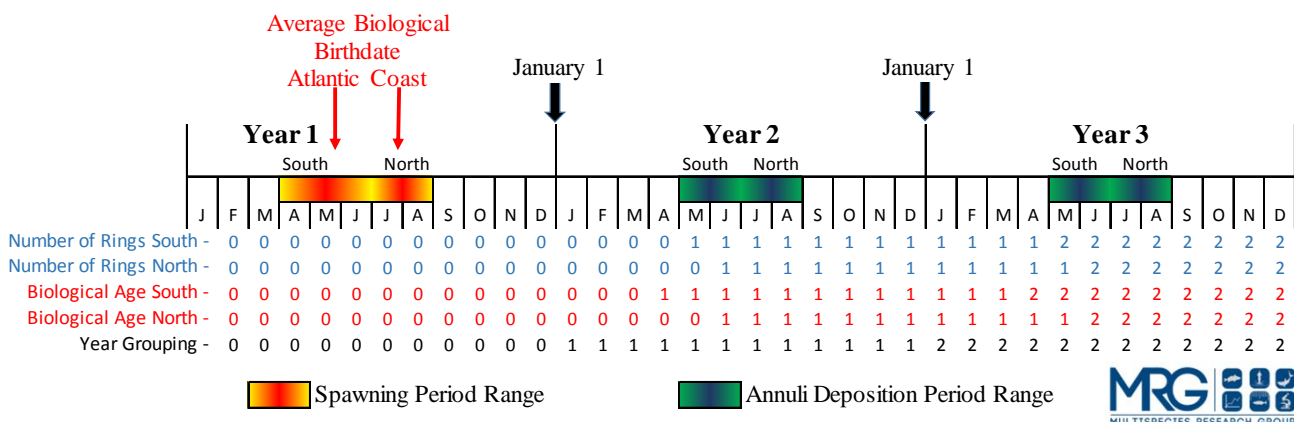 Average Biological
Birthdate
Atlantic Coast
January 1
January 1
Year 1
Year 2
Year 3
South North South North South North
J F M A M J J A S O N D J F M A M J J A S O N D J F M A M J J A S O N D
Number of Rings South - 0 0 0 0 0 0 0 0 0 0 0 0 0 0 0 1 1 1 1 1 1 1 1 1 1 1 1 2 2 2 2 2 2 2 2
Number of Rings North - 0 0 0 0 0 0 0 0 0 0 0 0 0 0 0 0 1 1 1 1 1 1 1 1 1 1 1 1 2 2 2 2 2 2 2
Biological Age South - 0 0 0 0 0 0 0 0 0 0 0 0 0 0 1 1 1 1 1 1 1 1 1 1 1 1 2 2 2 2 2 2 2 2 2
Biological Age North - 0 0 0 0 0 0 0 0 0 0 0 0 0 0 0 0 1 1 1 1 1 1 1 1 1 1 1 1 2 2 2 2 2 2 2
Year Grouping - 0 0 0 0 0 0 0 0 0 0 0 1 1 1 1 1 1 1 1 1 1 1 1 2 2 2 2 2 2 2 2 2 2 2 2
Spawning Period Range
Annuli Deposition Period Range
MRG
MULTISPECIES RESEARCH GROUP